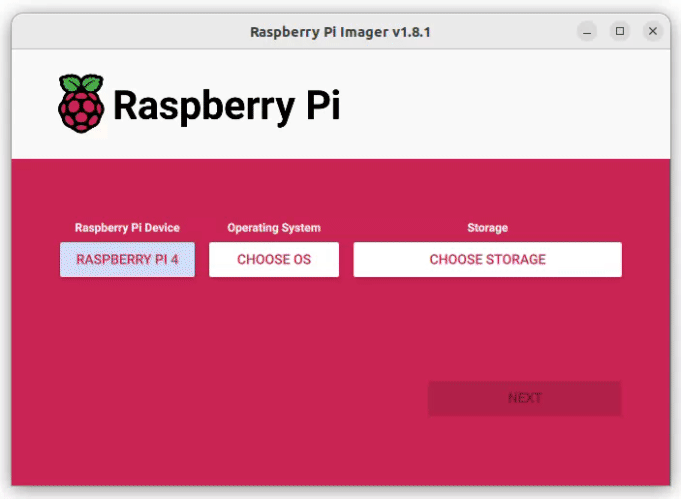 Raspberry Pi Imager v1.8.1
Raspberry Pi
Raspberry Pi Device
Operating System
Storage
RASPBERRY PI 4
CHOOSE OS
CHOOSE STORAGE
NEXT